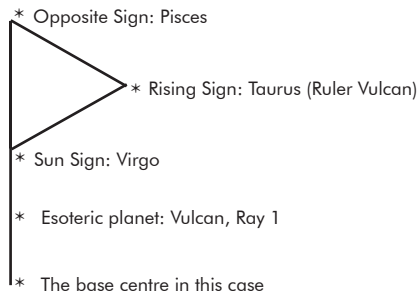 * Opposite Sign: Pisces
* Rising Sign: Taurus (Ruler Vulcan)
* Sun Sign: Virgo
* Esoteric planet: Vulcan, Ray 1
* The base centre in this case